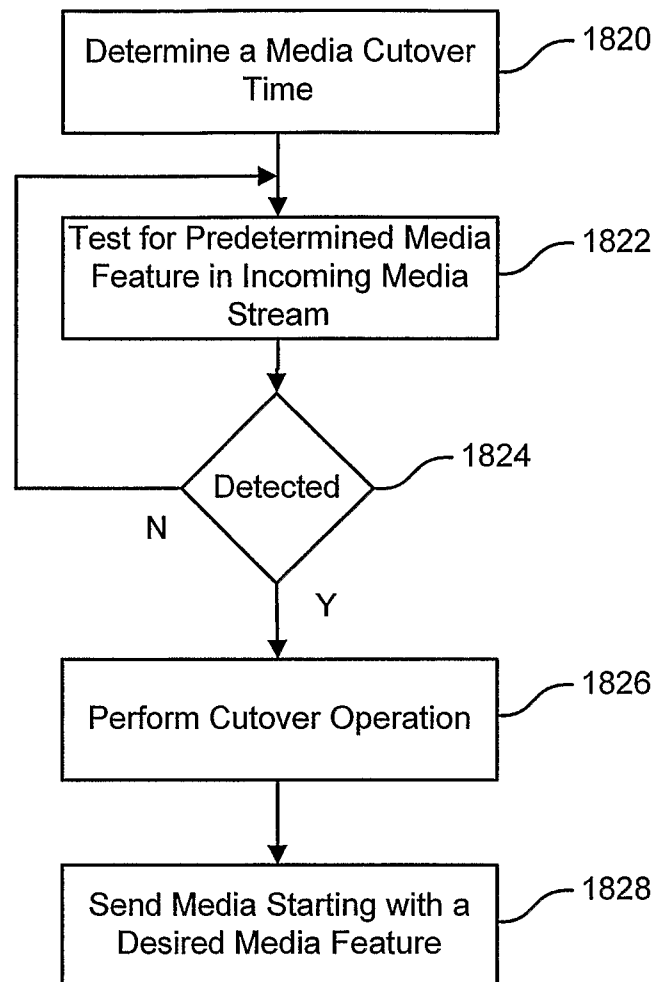 Determine a Media Cutover
Time
1820
Test for Predetermined Media
Feature in Incoming Media
Stream
1822
Detected
1824
N
Y
Perform Cutover Operation
1826
Send Media Starting with a
Desired Media Feature
1828